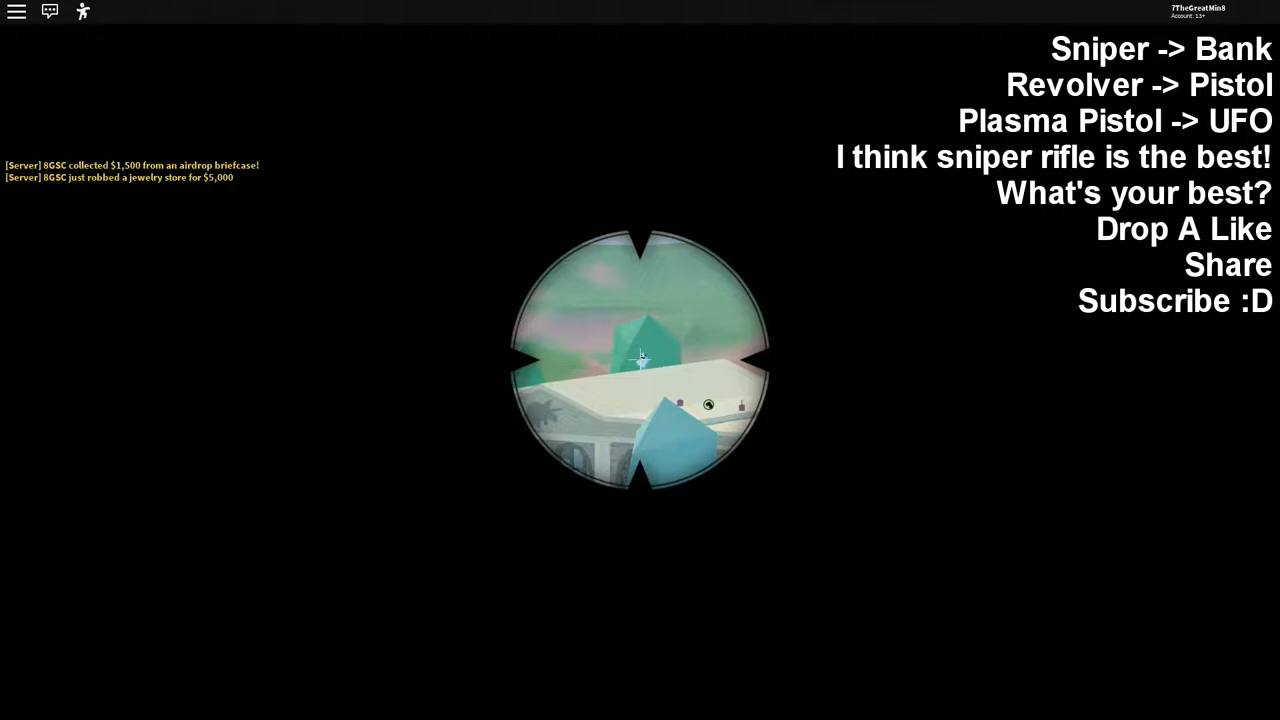 7TheGreatMin8
Account: 13+
Sniper -> Bank
Revolver -> Pistol
Plasma Pistol -> UFO
I think sniper rifle is the best!
What's your best?
Drop A Like
Share
Subscribe :D
[Server] 8GSC collected $1,500 from an airdrop briefcase!
[Server] 8GSC just robbed a jewelry store for $5,000